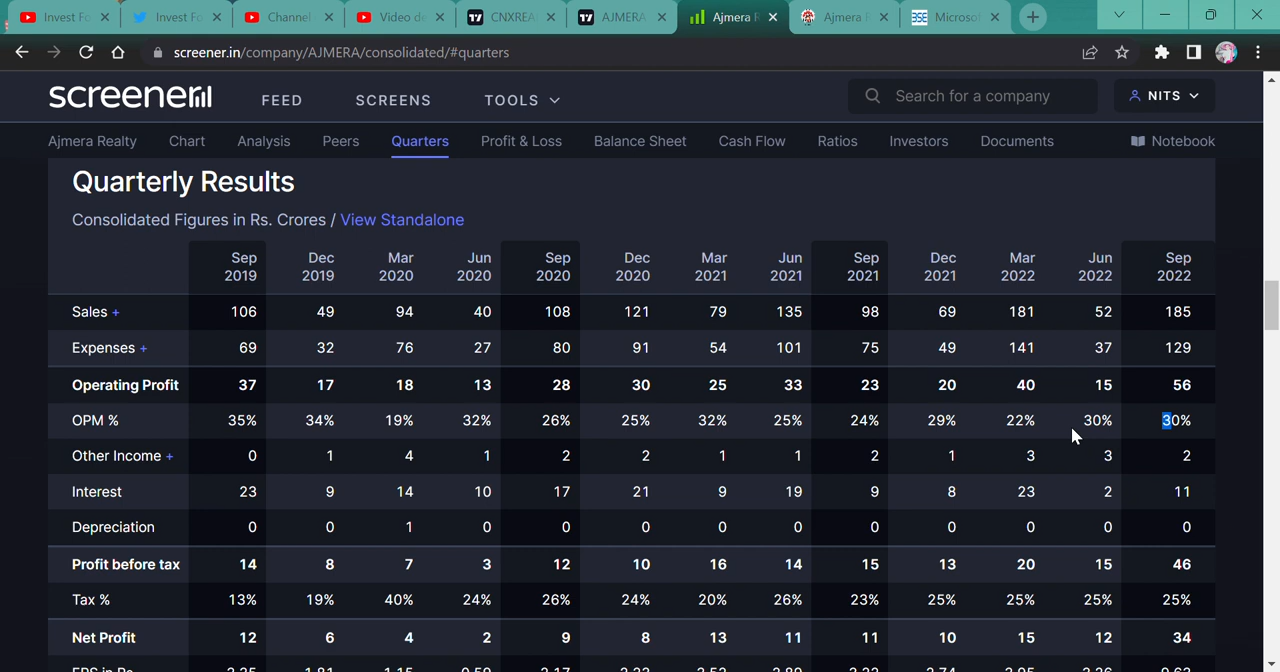 Invest Fo
Invest Fo
Channel
Video de
CNXREA
AJMERA
Ajmera R
Ajmera
Microso
screener.in/company/AJMERA/consolidated/#quarters
screener
FEED
SCREENS
TOOLS
Search for a company
NITS
Ajmera Realty Chart Analysis Peers Quarters Profit & Loss Balance Sheet Cash Flow Ratios Investors Documents Notebook
Quarterly Results
Consolidated Figures in Rs. Crores / View Standalone
Sep 2019 Dec 2019 Mar 2020 Jun 2020 Sep 2020 Dec 2020 Mar 2021 Jun 2021 Sep 2021 Dec 2021 Mar 2022 Jun 2022 Sep 2022
Sales + 106 49 94 40 108 121 79 135 98 69 181 52 185
Expenses + 69 32 76 27 80 91 54 101 75 49 141 37 129
Operating Profit 37 17 18 13 28 30 25 33 23 20 40 15 56
OPM % 35% 34% 19% 32% 26% 25% 32% 25% 24% 29% 22% 30% 30%
Other Income + 0 1 4 1 2 2 1 1 2 1 3 3 2
Interest 23 9 14 10 17 21 9 19 9 8 23 2 11
Depreciation 0 0 1 0 0 0 0 0 0 0 0 0 0
Profit before tax 14 8 7 3 12 10 16 14 15 13 20 15 46
Tax % 13% 19% 40% 24% 26% 24% 20% 26% 23% 25% 25% 25% 25%
Net Profit 12 6 4 2 9 8 13 11 11 10 15 12 34